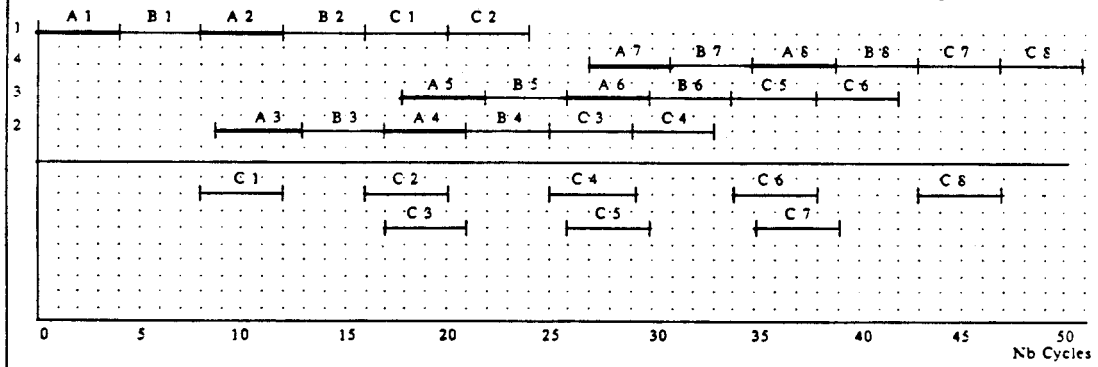 1 A 1 B 1 A 2 B 2 C 1 C 2
4 A 7 B 7 A 8 B 8 C 7 C 8
3 A 5 B 5 A 6 B 6 C 5 C 6
2 A 3 B 3 A 4 B 4 C 3 C 4
C 1 C 2 C 4 C 6 C 8
C 3 C 5 C 7
0 5 10 15 20 25 30 35 40 45 50
Nb Cycles